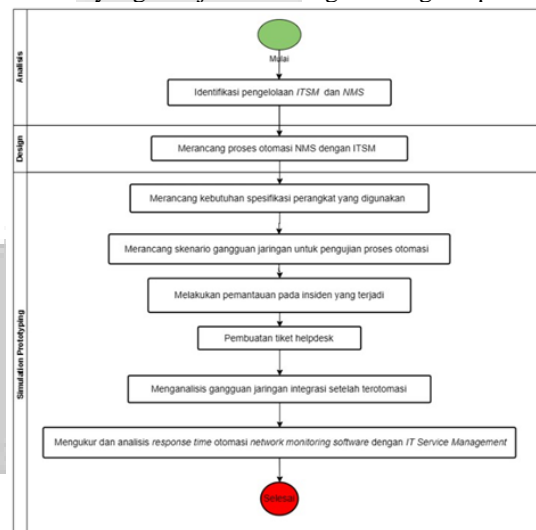 Analisis
Mulai
Identifikasi pengelolaan ITSM dan NMS
Design
Merancang proses otomasi NMS dengan ITSM
Simulation Prototyping
Merancang kebutuhan spesifikasi perangkat yang digunakan
Merancang skenario gangguan jaringan untuk pengujian proses otomasi
Melakukan pemantauan pada insiden yang terjadi
Pembuatan tiket helpdesk
Menganalisis gangguan jaringan integrasi setelah terotomasi
Mengukur dan analisis response time otomasi network monitoring software dengan IT Service Management
Selesai